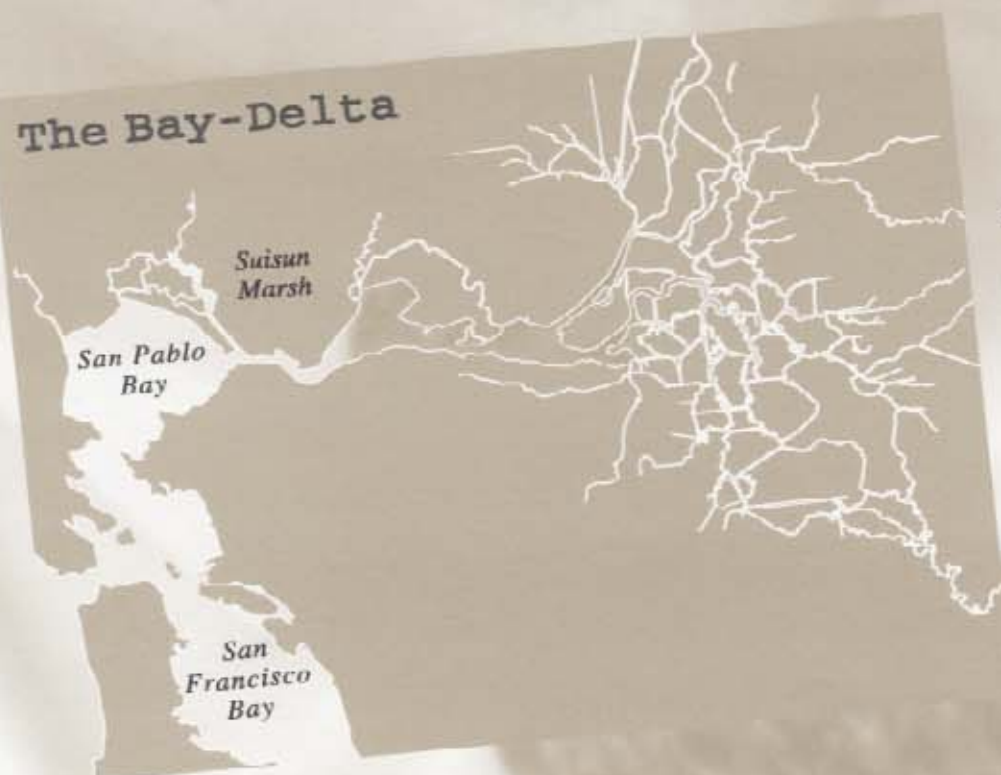 The Bay-Delta
Suisun
Marsh
San Pablo
Bay
San
Francisco
Bay